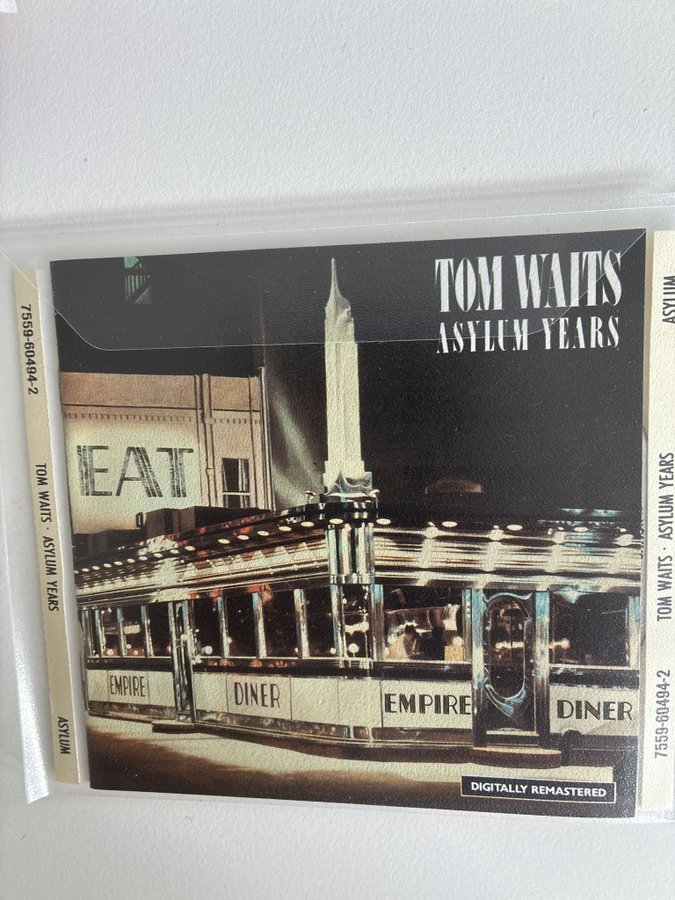 TOM WAITS
ASYLUM YEARS
EAT
EMPIRE
DINER
EMPIRE
DINER
DIGITALLY REMASTERED
7559-60494-2
TOM WAITS · ASYLUM YEARS
ASYLUM
7559-60494-2
TOM WAITS · ASYLUM YEARS
ASYLUM